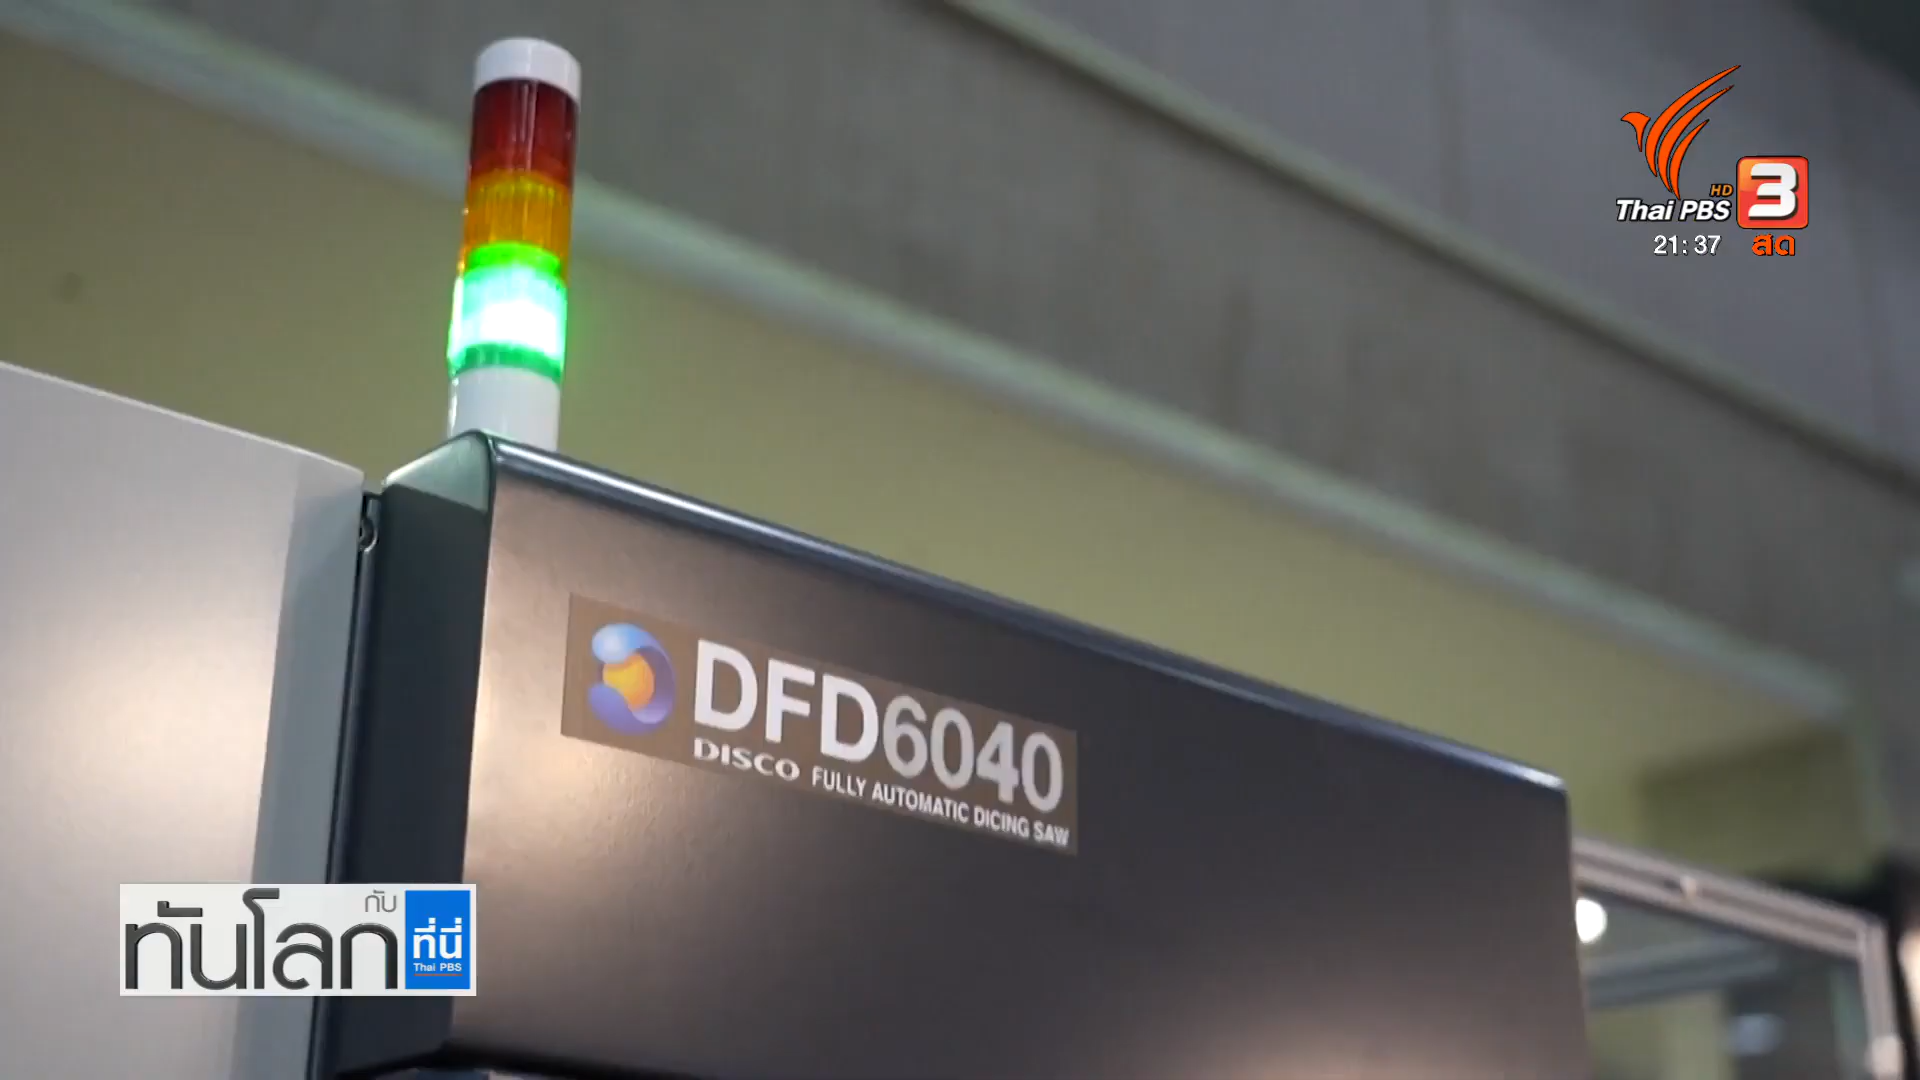 HD
Thai PBS 3
21:37 สด
DFD6040
DISCO FULLY AUTOMATIC DICING SAW
กับ
ทันโลก
ที่นี่
Thai PBS